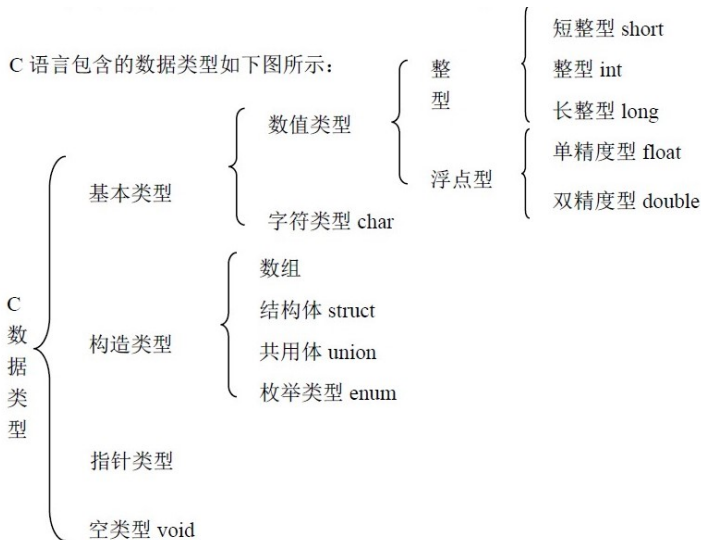 C 语言包含的数据类型如下图所示：
C
数
据
类
型
基本类型
数值类型
整
型
短整型 short
整型 int
长整型 long
浮点型
单精度型 float
双精度型 double
字符类型 char
构造类型
数组
结构体 struct
共用体 union
枚举类型 enum
指针类型
空类型 void